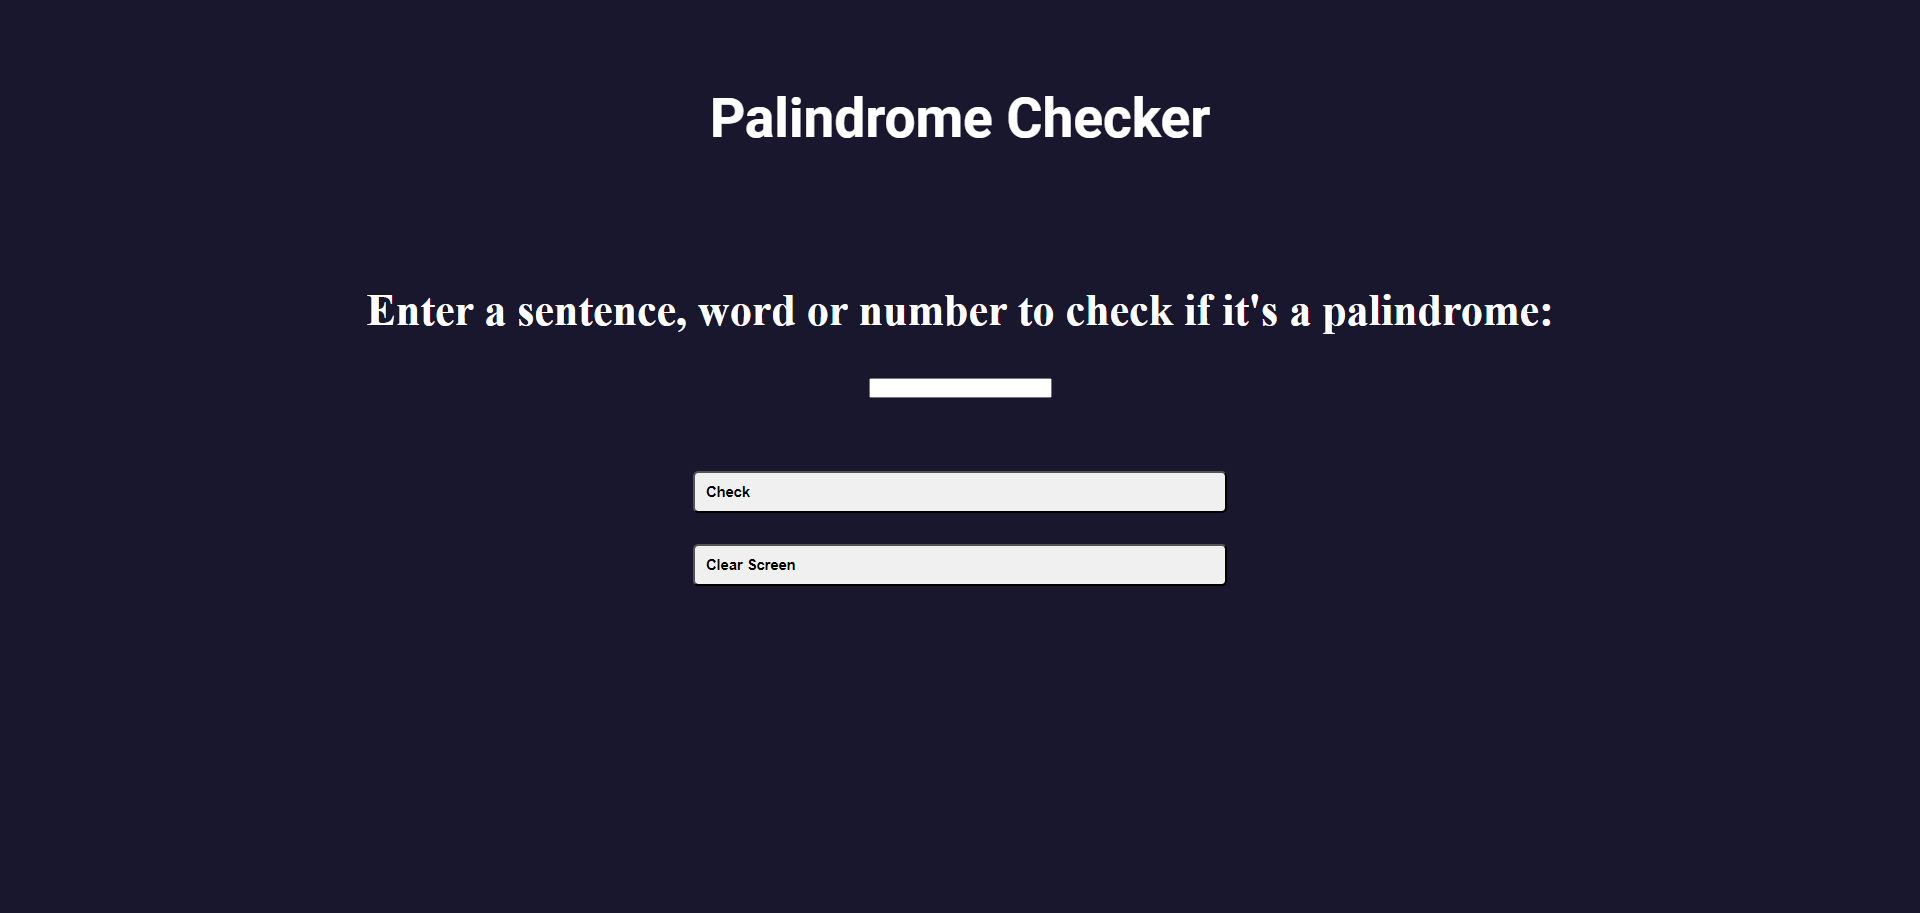 Palindrome Checker
Enter a sentence, word or number to check if it's a palindrome:
Check
Clear Screen